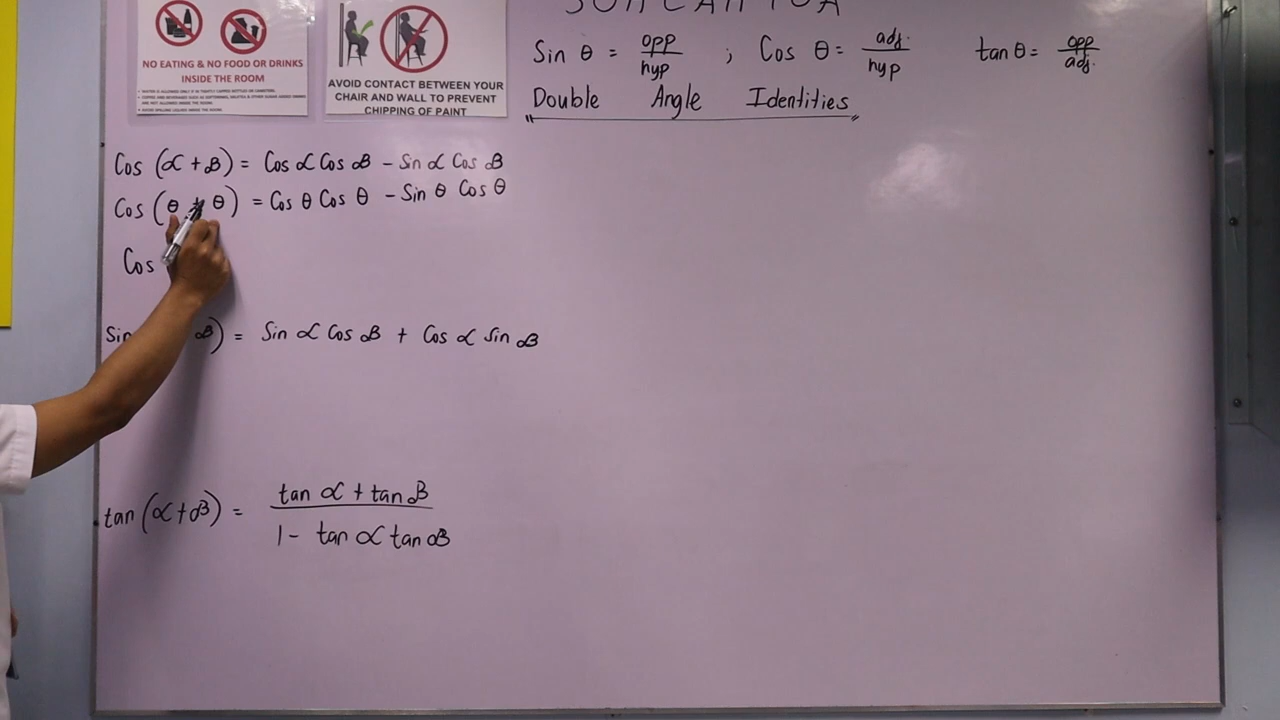 NO EATING & NO FOOD OR DRINKS
INSIDE THE ROOM
AVOID CONTACT BETWEEN YOUR
CHAIR AND WALL TO PREVENT
CHIPPING OF PAINT
Sin θ = opp/hyp ; Cos θ = adj./hyp tan θ = opp/adj.
Double Angle Identities
Cos (α + β) = Cos α Cos β - Sin α Cos β
Cos (θ + θ) = Cos θ Cos θ - Sin θ Cos θ
Cos
Sin β) = Sin α Cos β + Cos α Sin β
tan (α + β) = tan α + tan β / 1 - tan α tan β